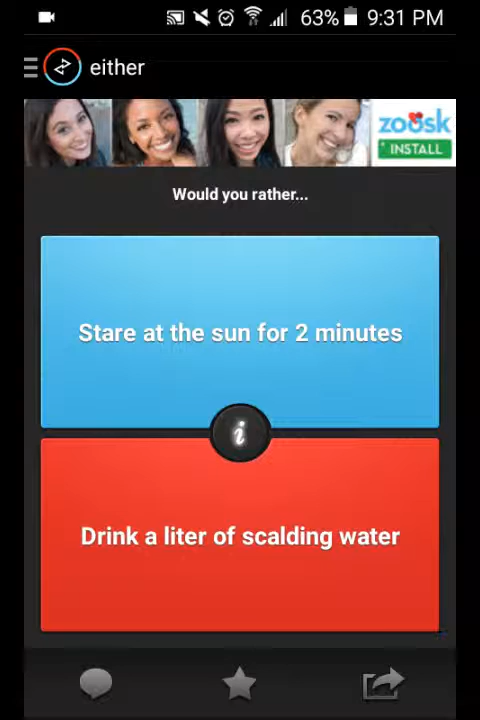 63% 9:31 PM
either
zoosk
* INSTALL
Would you rather...
Stare at the sun for 2 minutes
i
Drink a liter of scalding water